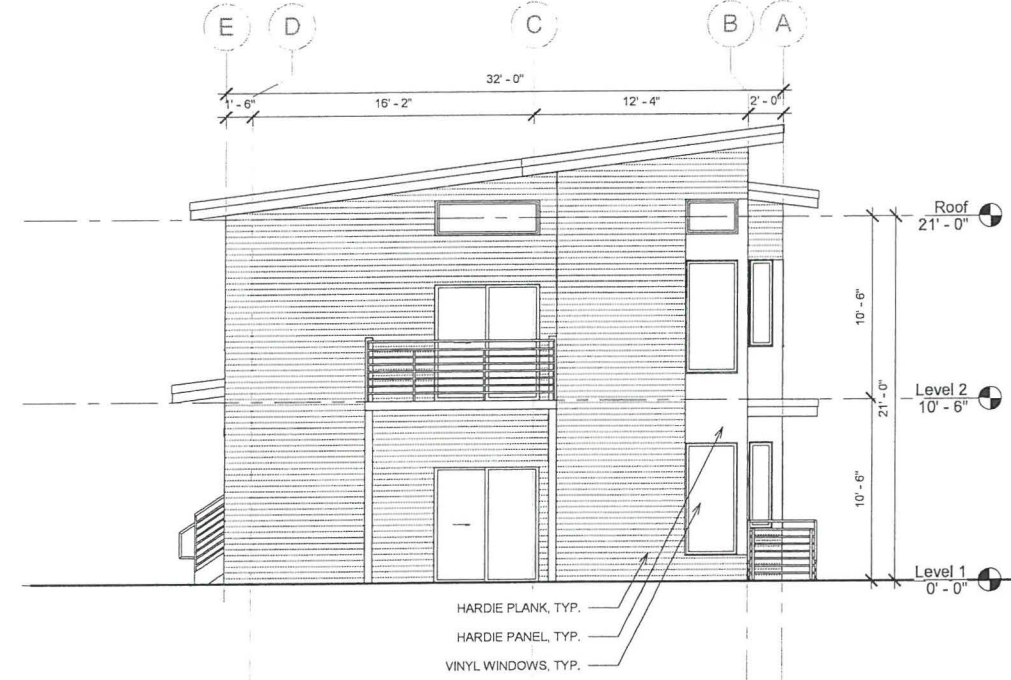 E D C B A
32' - 0"
1' - 6" 16' - 2" 12' - 4" 2' - 0"
Roof
21' - 0"
10' - 6"
Level 2
10' - 6"
21' - 0"
10' - 6"
Level 1
0' - 0"
HARDIE PLANK, TYP.
HARDIE PANEL, TYP.
VINYL WINDOWS, TYP.